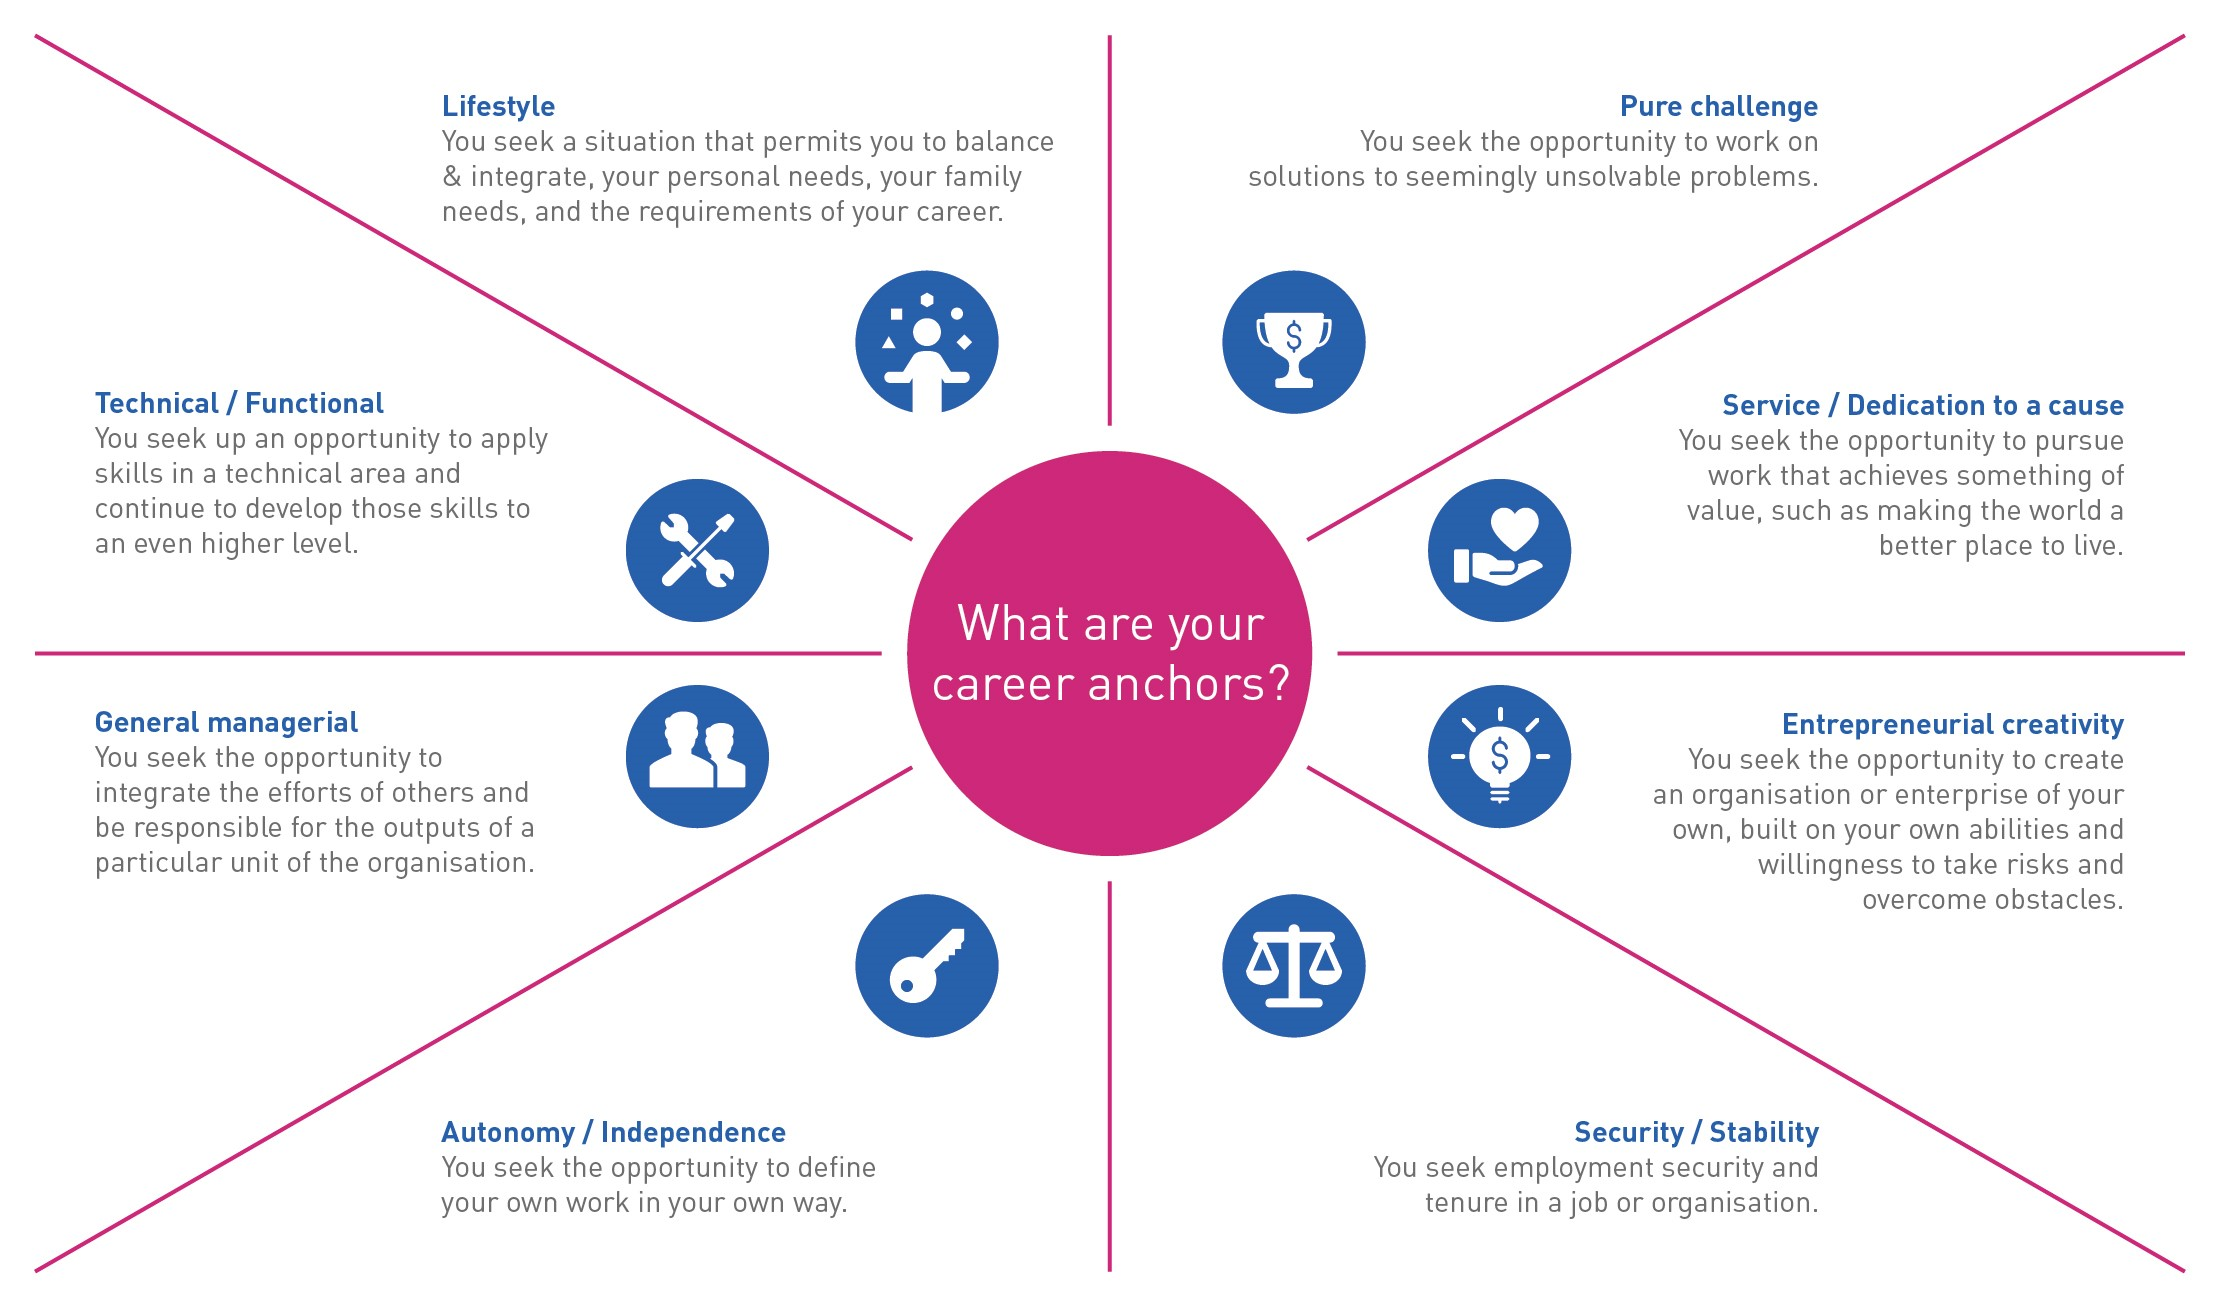 Lifestyle
You seek a situation that permits you to balance
& integrate, your personal needs, your family
needs, and the requirements of your career.
Pure challenge
You seek the opportunity to work on
solutions to seemingly unsolvable problems.
$
Technical / Functional
You seek up an opportunity to apply
skills in a technical area and
continue to develop those skills to
an even higher level.
Service / Dedication to a cause
You seek the opportunity to pursue
work that achieves something of
value, such as making the world a
better place to live.
What are your
career anchors?
General managerial
You seek the opportunity to
integrate the efforts of others and
be responsible for the outputs of a
particular unit of the organisation.
$
Entrepreneurial creativity
You seek the opportunity to create
an organisation or enterprise of your
own, built on your own abilities and
willingness to take risks and
overcome obstacles.
Autonomy / Independence
You seek the opportunity to define
your own work in your own way.
Security / Stability
You seek employment security and
tenure in a job or organisation.